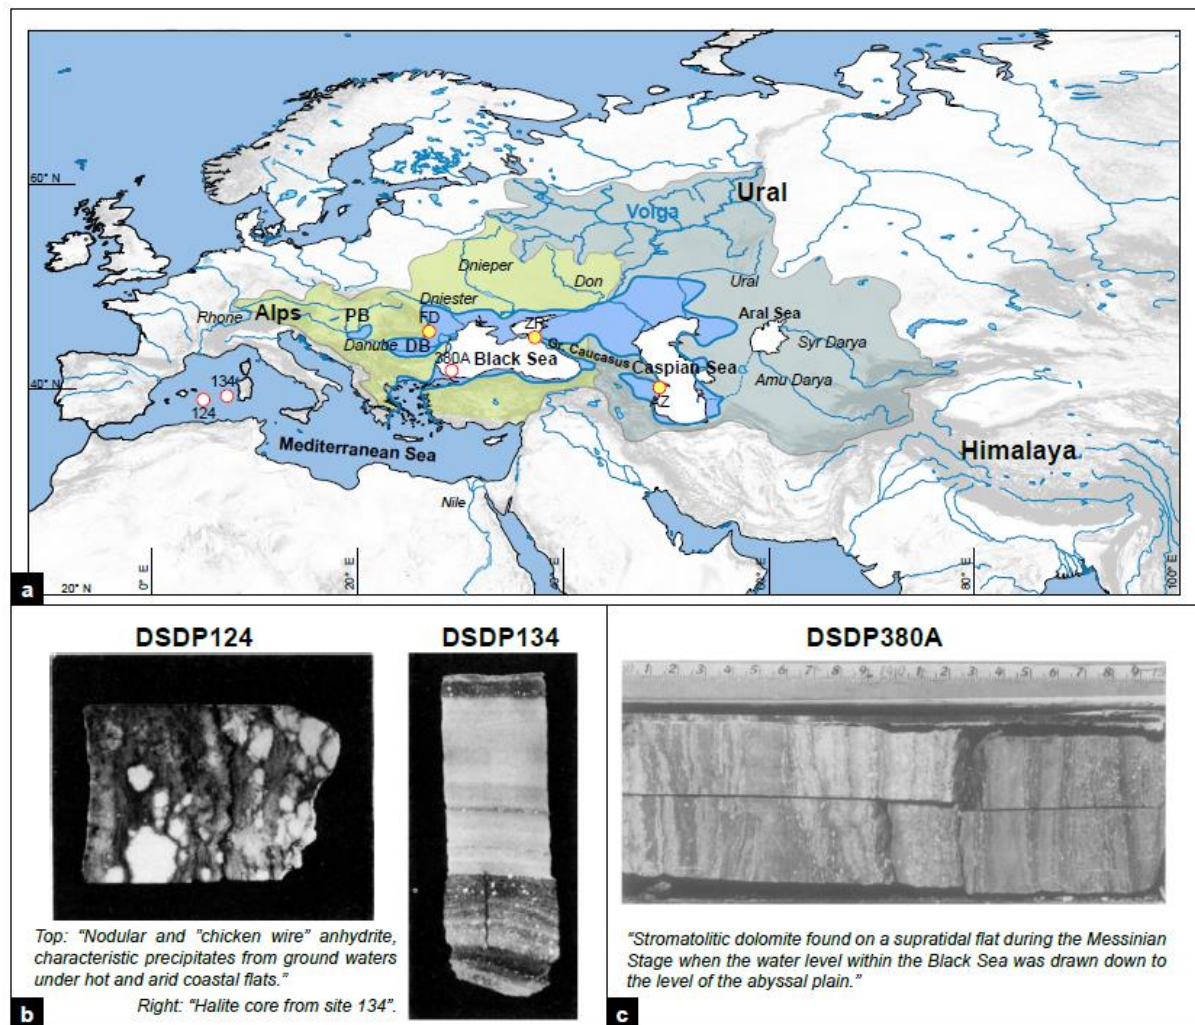 60° N
Ural
Volga
Dnieper
Don
Ural
Dniester
Rhone
Alps
PB
FD
Aral Sea
ZR
Danube
DB
Syr Darya
380A
Black Sea
Gr. Caucasus
Caspian Sea
134
40° N
Amu Darya
124
AZ
Mediterranean Sea
Himalaya
Nile
20° N
0° E
20° E
40° E
60° E
80° E
100° E
a
DSDP124
DSDP134
DSDP380A
Top: “Nodular and ”chicken wire” anhydrite,
characteristic precipitates from ground waters
under hot and arid coastal flats.”
Right: “Halite core from site 134”.
“Stromatolitic dolomite found on a supratidal flat during the Messinian
Stage when the water level within the Black Sea was drawn down to
the level of the abyssal plain.”
b
c